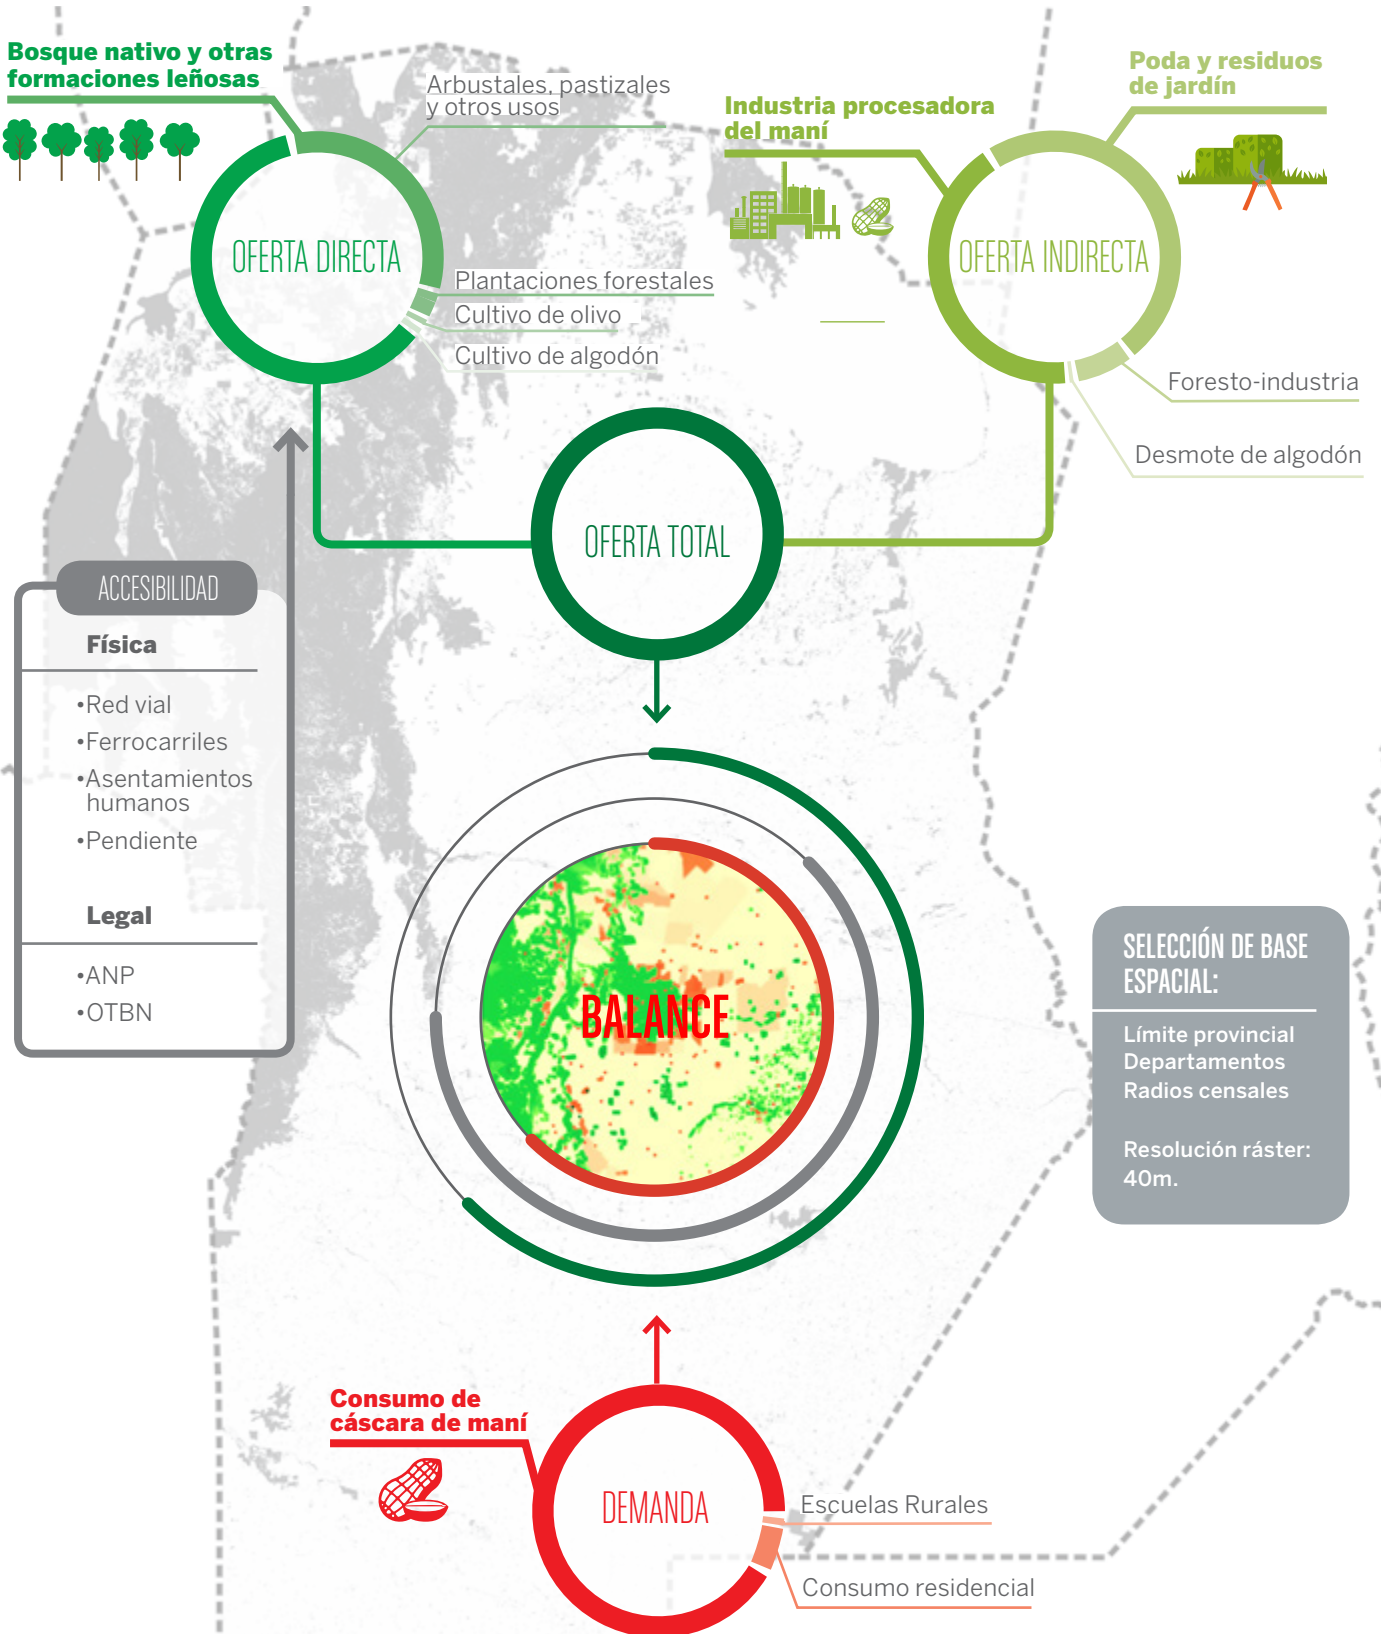 Bosque nativo y otras
formaciones leñosas
Arbustales, pastizales
y otros usos
OFERTA DIRECTA
Plantaciones forestales
Cultivo de olivo
Cultivo de algodón
Industria procesadora
del maní
Poda y residuos
de jardín
OFERTA INDIRECTA
Foresto-industria
Desmote de algodón
OFERTA TOTAL
ACCESIBILIDAD
Física
•Red vial
•Ferrocarriles
•Asentamientos
humanos
•Pendiente
Legal
•ANP
•OTBN
BALANCE
SELECCIÓN DE BASE
ESPACIAL:
Límite provincial
Departamentos
Radios censales
Resolución ráster:
40m.
Consumo de
cáscara de maní
DEMANDA
Escuelas Rurales
Consumo residencial